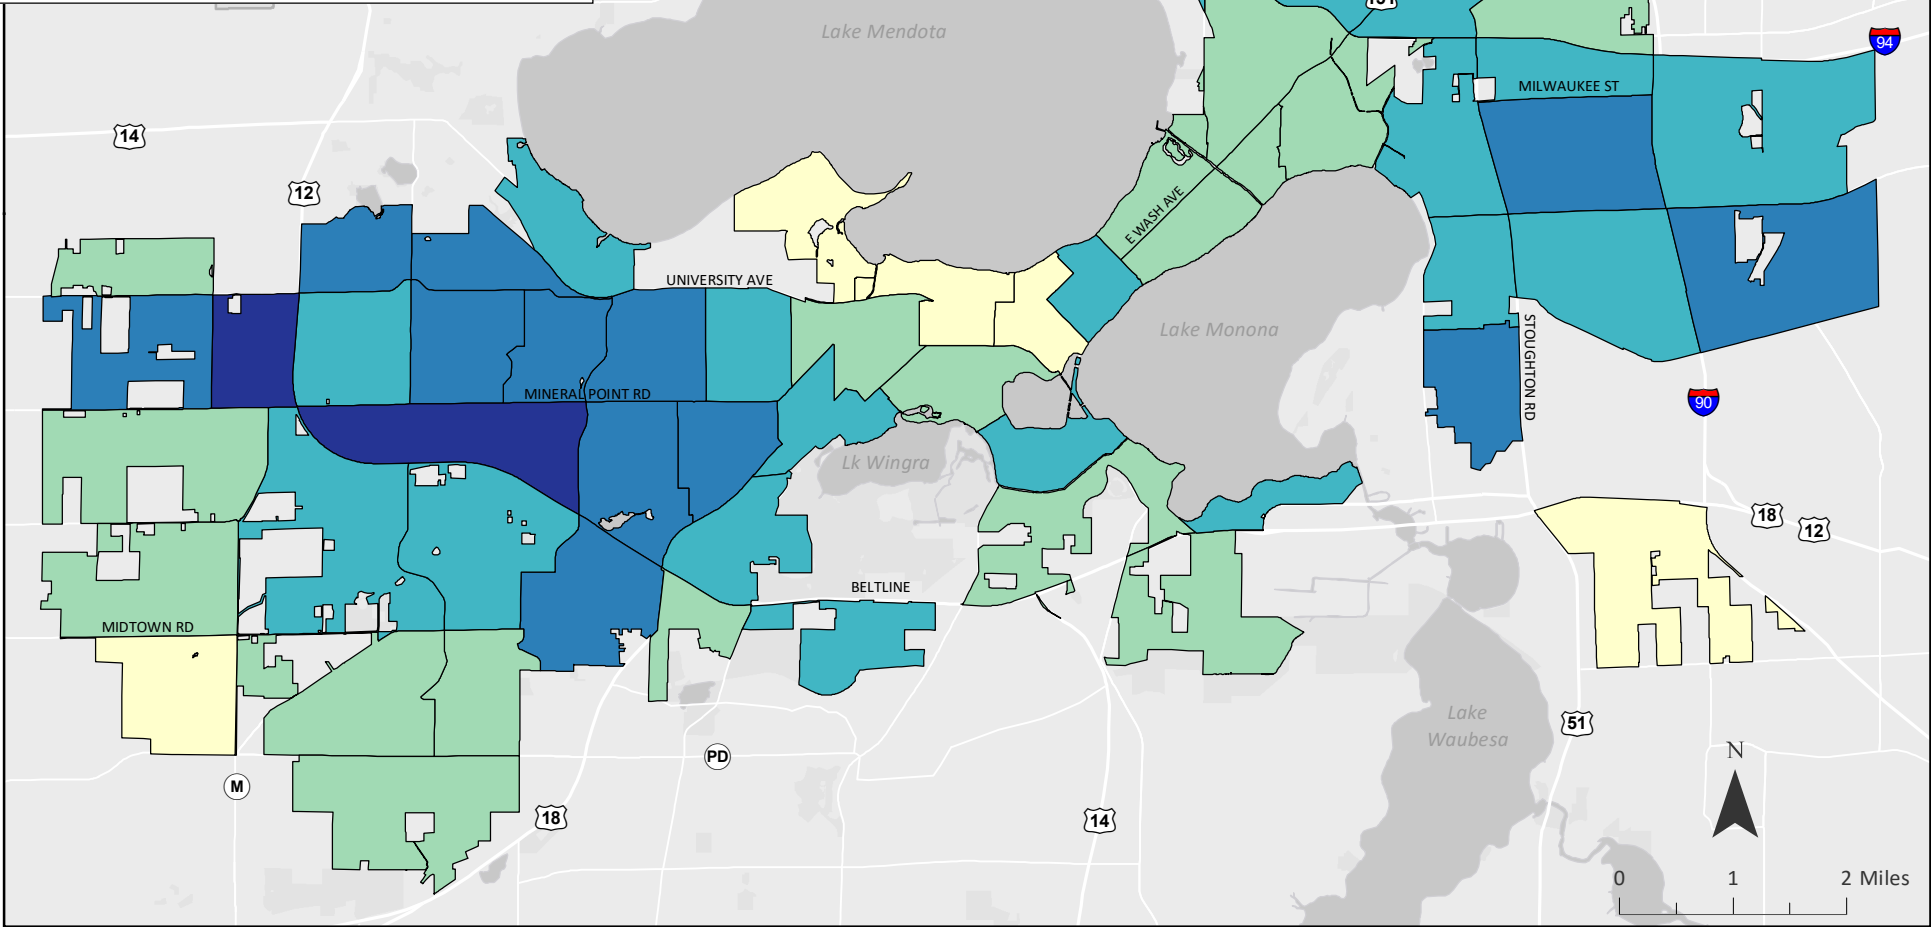 151
Lake Mendota
94
MILWAUKEE ST
14
12
E WASH AVE
UNIVERSITY AVE
Lake Monona
STOUGHTON RD
MINERAL POINT RD
90
Lk Wingra
18
12
BELTLINE
MIDTOWN RD
Lake
Waubesa
51
N
PD
M
18
14
0 1 2 Miles